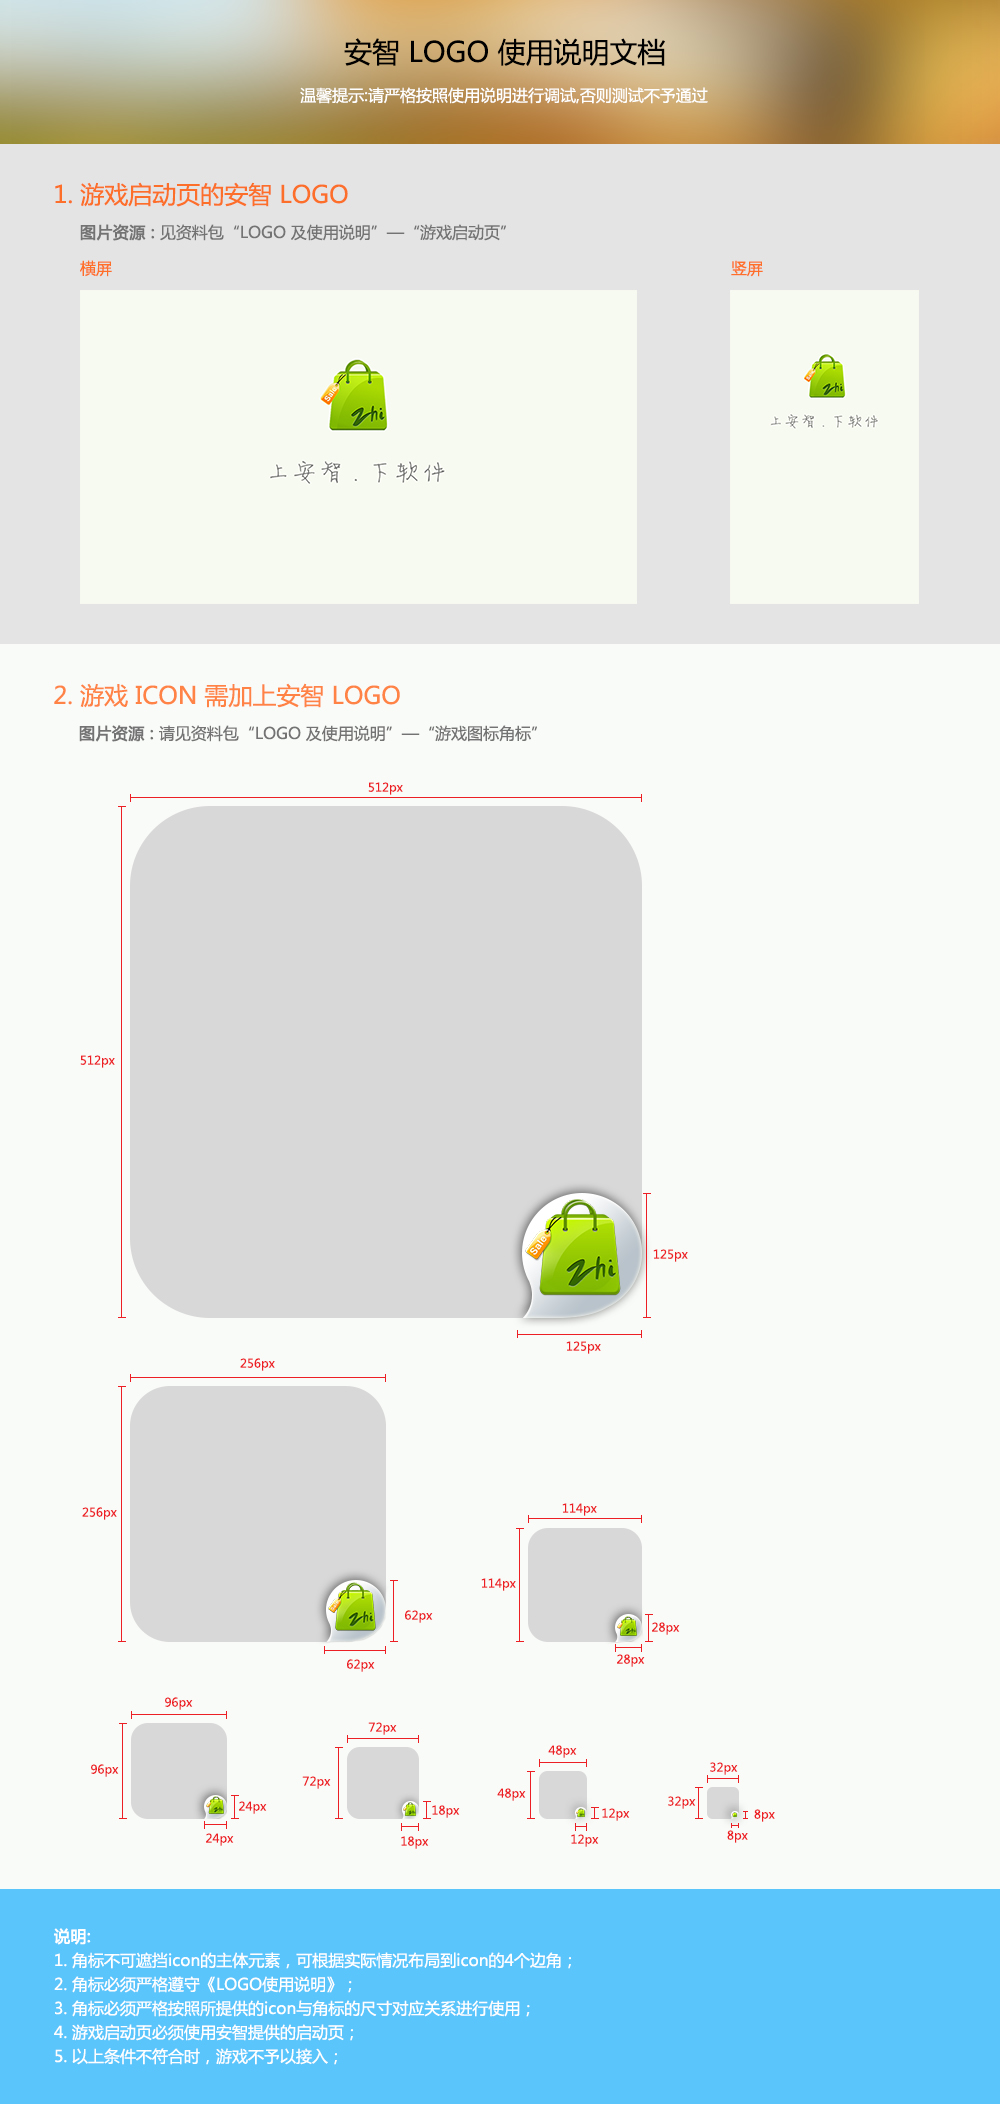 安智 LOGO 使用说明文档
温馨提示:请严格按照使用说明进行调试,否则测试不予通过
1. 游戏启动页的安智 LOGO
图片资源：见资料包“LOGO 及使用说明”—“游戏启动页”
横屏
竖屏
Sale
zhi
上安智 . 下软件
zhi
上安智 . 下软件
2. 游戏 ICON 需加上安智 LOGO
图片资源：请见资料包“LOGO 及使用说明”—“游戏图标角标”
512px
512px
Sale
zhi
125px
125px
256px
256px
zhi
62px
62px
114px
114px
28px
28px
96px
96px
24px
24px
72px
72px
18px
18px
48px
48px
12px
12px
32px
32px
8px
8px
说明:
1. 角标不可遮挡icon的主体元素，可根据实际情况布局到icon的4个边角；
2. 角标必须严格遵守《LOGO使用说明》；
3. 角标必须严格按照所提供的icon与角标的尺寸对应关系进行使用；
4. 游戏启动页必须使用安智提供的启动页；
5. 以上条件不符合时，游戏不予以接入；